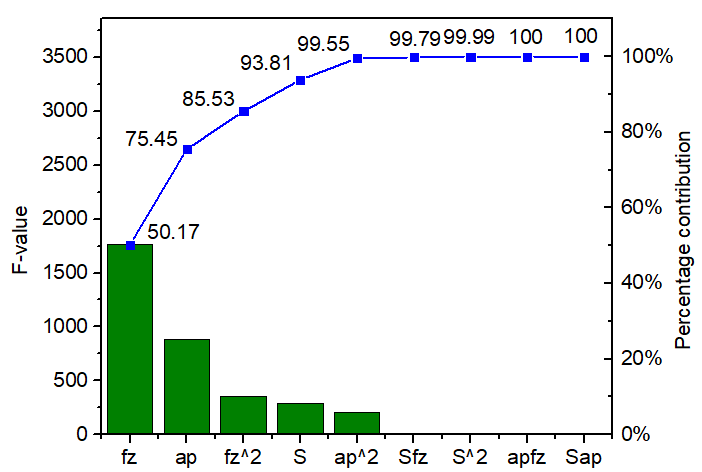 99.55 99.79 99.99 100 100
3500 100%
93.81
85.53
3000
75.45 80%
2500
2000 50.17 60%
1500 40%
1000
20%
500
0 0%
fz ap fz^2 S ap^2 Sfz S^2 apfz Sap
F-value
Percentage contribution